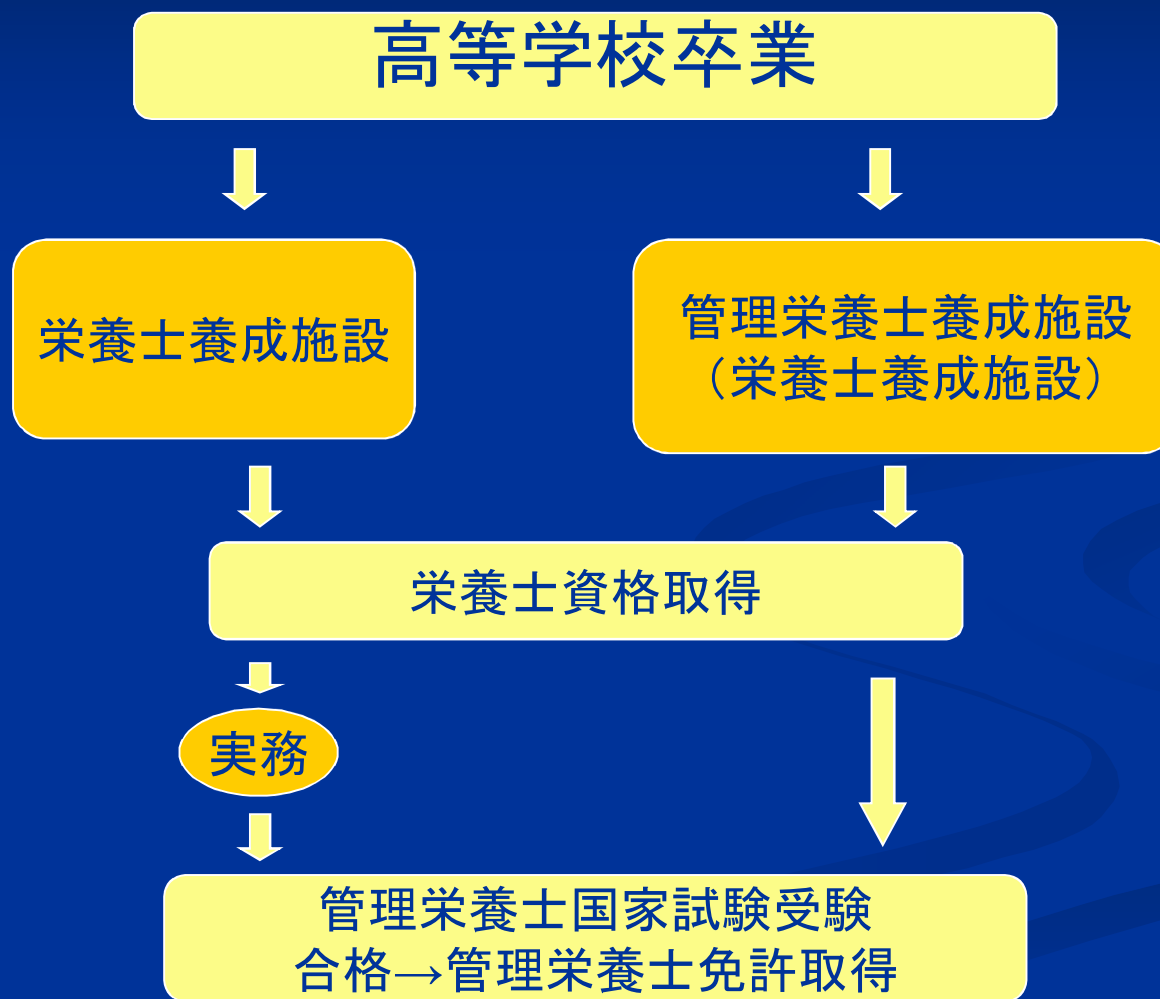 高等学校卒業
栄養士養成施設
管理栄養士養成施設
（栄養士養成施設）
栄養士資格取得
実務
管理栄養士国家試験受験
合格→管理栄養士免許取得